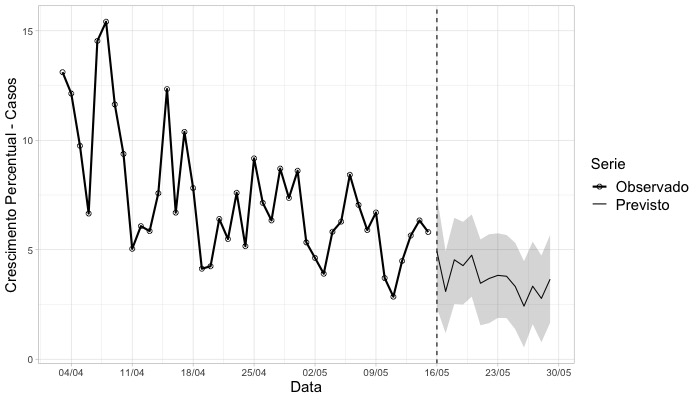 Crescimento Percentual - Casos
15
10
5
0
04/04 11/04 18/04 25/04 02/05 09/05 16/05 23/05 30/05
Data
Serie
Observado
Previsto